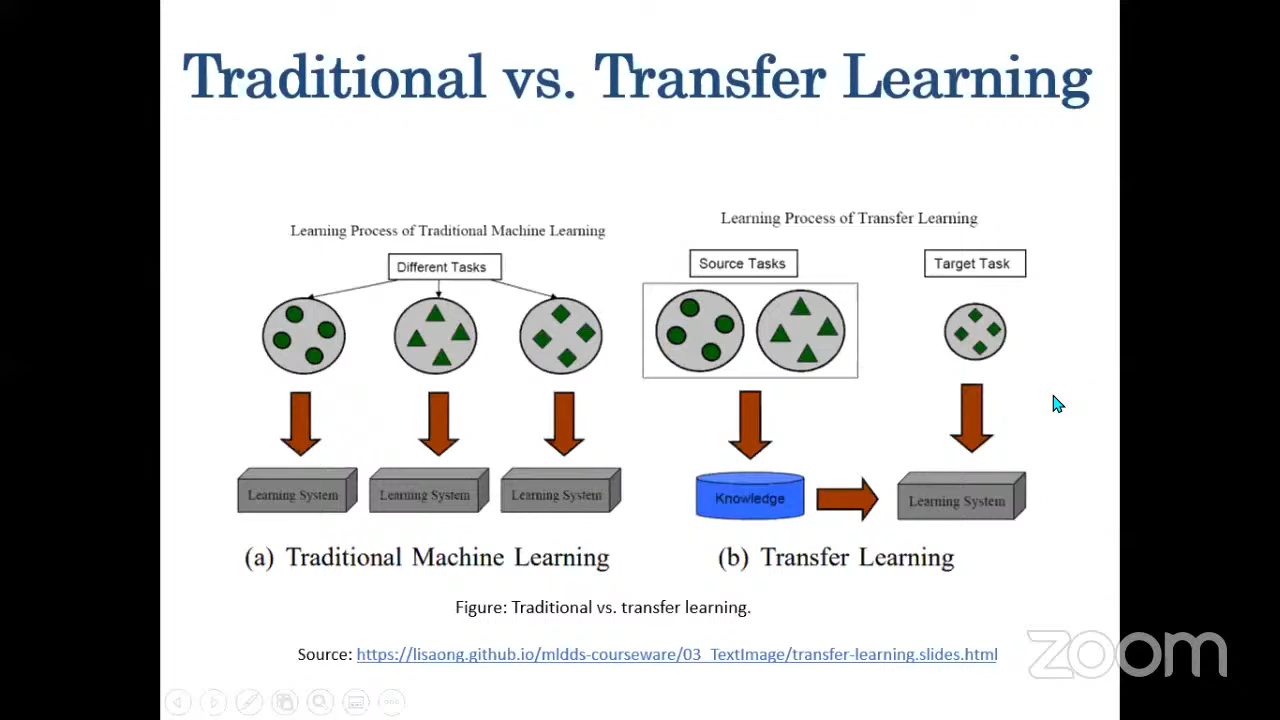 Traditional vs. Transfer Learning
Learning Process of Traditional Machine Learning
Different Tasks
Learning System
Learning System
Learning System
(a) Traditional Machine Learning
Learning Process of Transfer Learning
Source Tasks
Target Task
Knowledge
Learning System
(b) Transfer Learning
Figure: Traditional vs. transfer learning.
Source: https://lisaong.github.io/mldds-courseware/03_TextImage/transfer-learning.slides.html
zoom